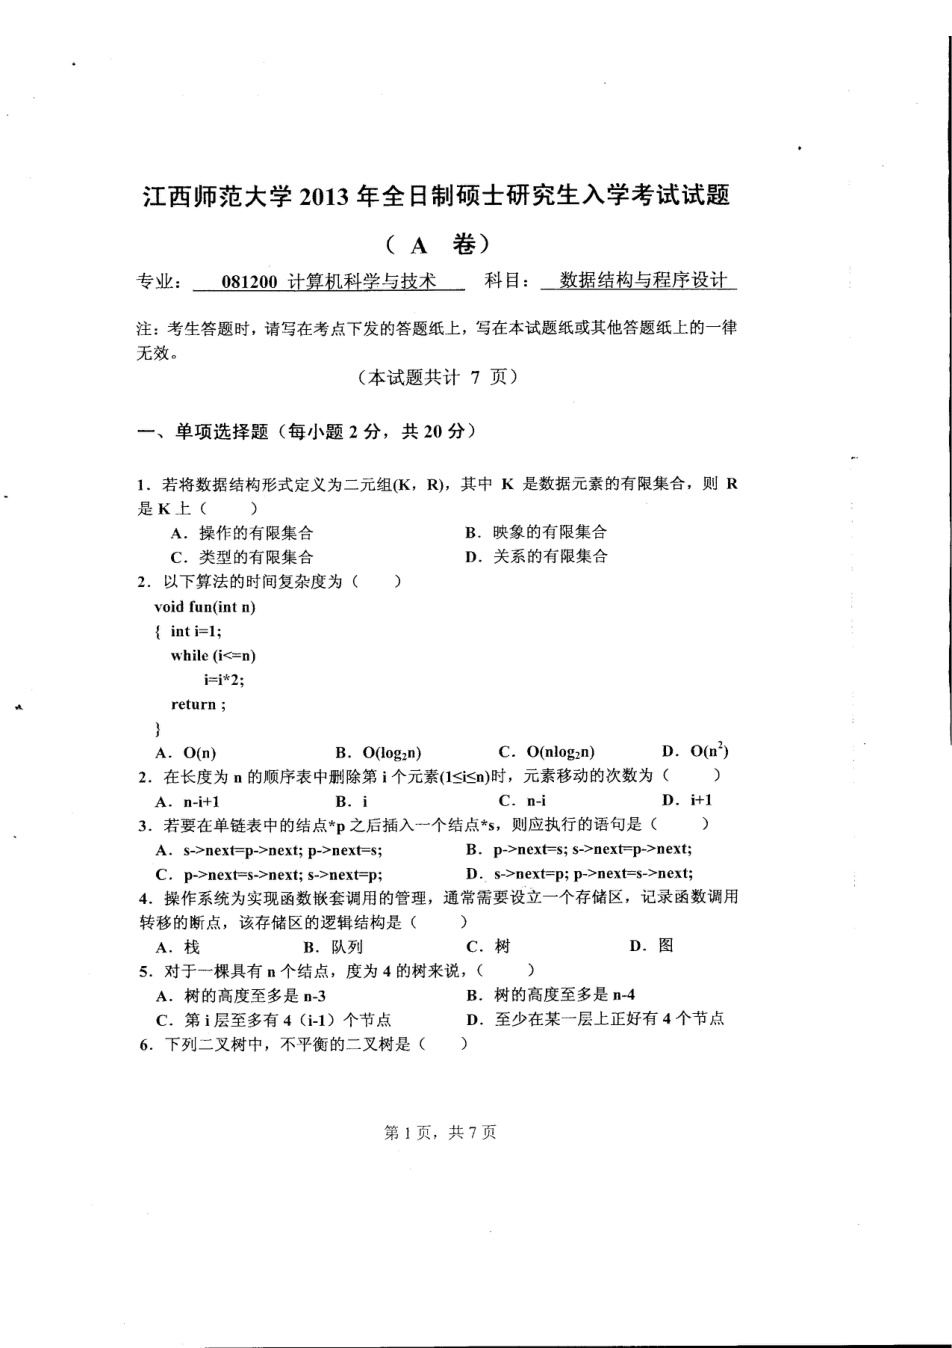 江西师范大学 2013 年全日制硕士研究生入学考试试题
（ A 卷）
专业： 081200 计算机科学与技术 科目： 数据结构与程序设计
注：考生答题时，请写在考点下发的答题纸上，写在本试题纸或其他答题纸上的一律
无效。
（本试题共计 7 页）
一、单项选择题（每小题 2 分，共 20 分）
1．若将数据结构形式定义为二元组(K，R)，其中 K 是数据元素的有限集合，则 R
是 K 上（ ）
A．操作的有限集合 B．映象的有限集合
C．类型的有限集合 D．关系的有限集合
2．以下算法的时间复杂度为（ ）
void fun(int n)
{ int i=1;
while (i<=n)
i=i*2;
return ;
}
A．O(n) B．O(log₂n) C．O(nlog₂n) D．O(n²)
2．在长度为 n 的顺序表中删除第 i 个元素(1≤i≤n)时，元素移动的次数为（ ）
A．n-i+1 B．i C．n-i D．i+1
3．若要在单链表中的结点*p 之后插入一个结点*s，则应执行的语句是（ ）
A．s->next=p->next; p->next=s; B．p->next=s; s->next=p->next;
C．p->next=s->next; s->next=p; D．s->next=p; p->next=s->next;
4．操作系统为实现函数嵌套调用的管理，通常需要设立一个存储区，记录函数调用
转移的断点，该存储区的逻辑结构是（ ）
A．栈 B．队列 C．树 D．图
5．对于一棵具有 n 个结点，度为 4 的树来说，（ ）
A．树的高度至多是 n-3 B．树的高度至多是 n-4
C．第 i 层至多有 4（i-1）个节点 D．至少在某一层上正好有 4 个节点
6．下列二叉树中，不平衡的二叉树是（ ）
第 1 页，共 7 页